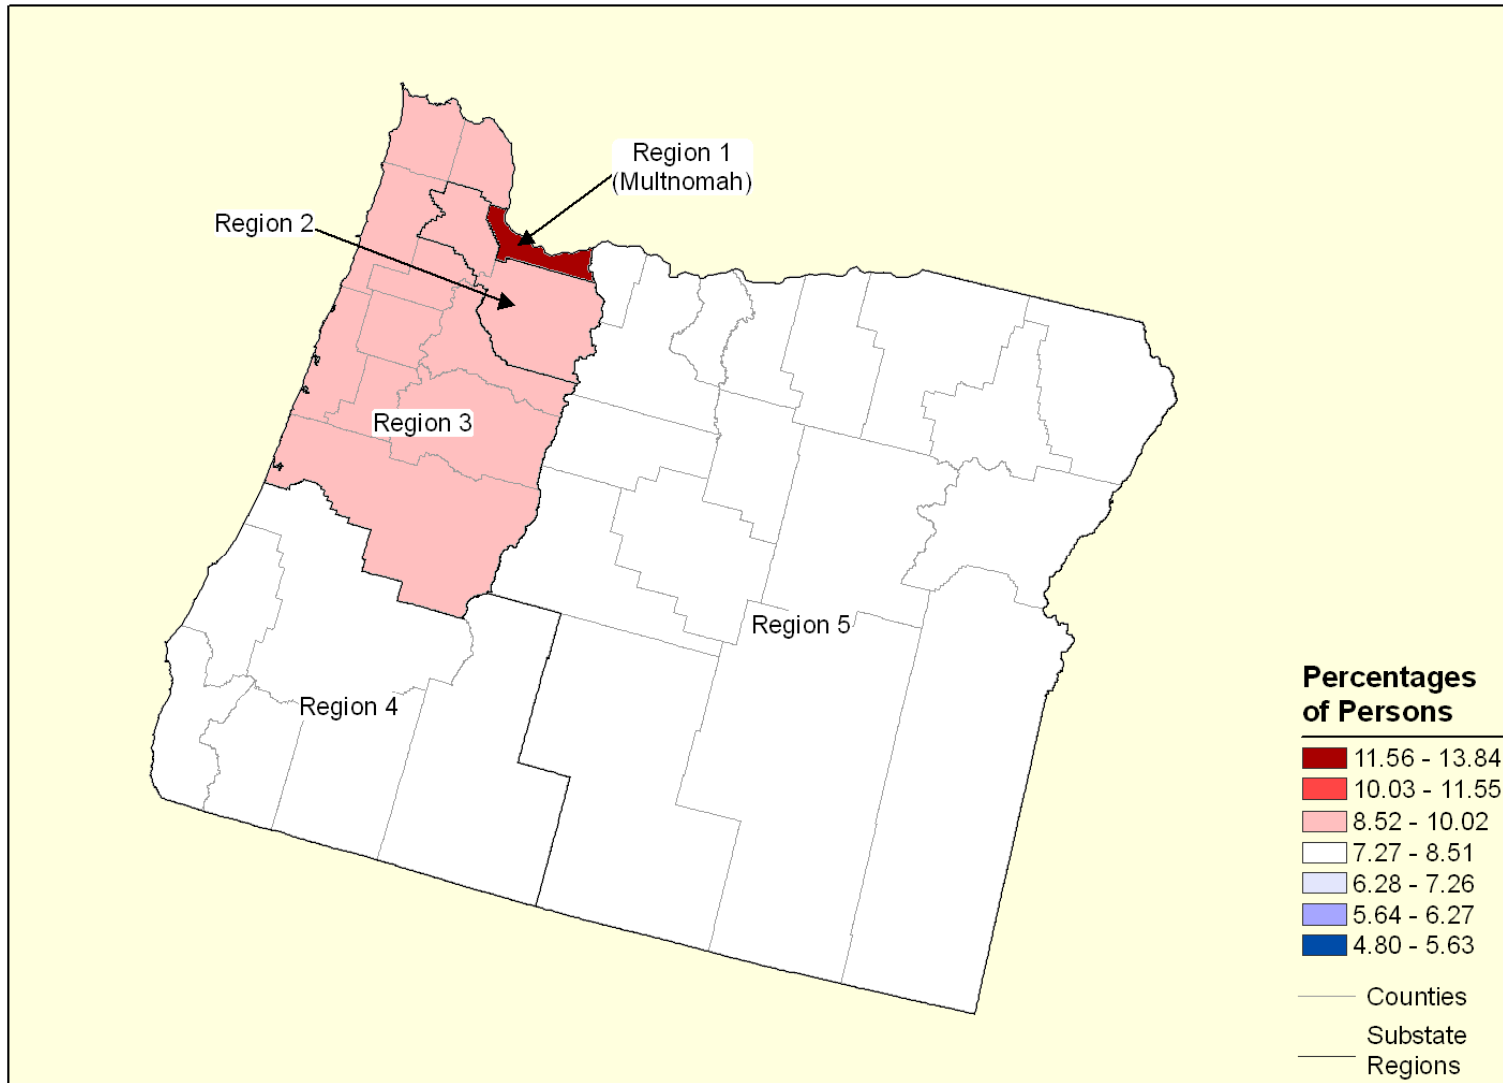 Region 1
(Multnomah)
Region 2
Region 3
Region 5
Region 4
Percentages
of Persons
11.56 - 13.84
10.03 - 11.55
8.52 - 10.02
7.27 - 8.51
6.28 - 7.26
5.64 - 6.27
4.80 - 5.63
Counties
Substate
Regions